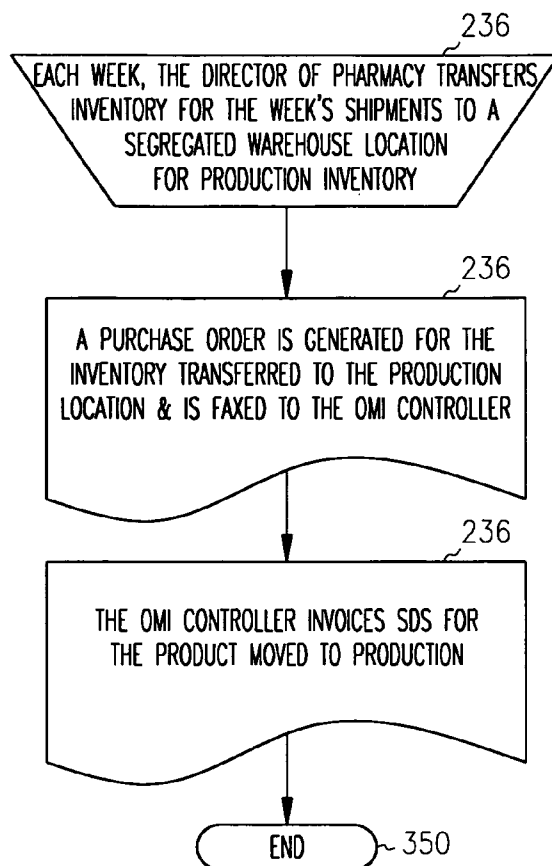 236
EACH WEEK, THE DIRECTOR OF PHARMACY TRANSFERS
INVENTORY FOR THE WEEK'S SHIPMENTS TO A
SEGREGATED WAREHOUSE LOCATION
FOR PRODUCTION INVENTORY
236
A PURCHASE ORDER IS GENERATED FOR THE
INVENTORY TRANSFERRED TO THE PRODUCTION
LOCATION & IS FAXED TO THE OMI CONTROLLER
236
THE OMI CONTROLLER INVOICES SDS FOR
THE PRODUCT MOVED TO PRODUCTION
END 350